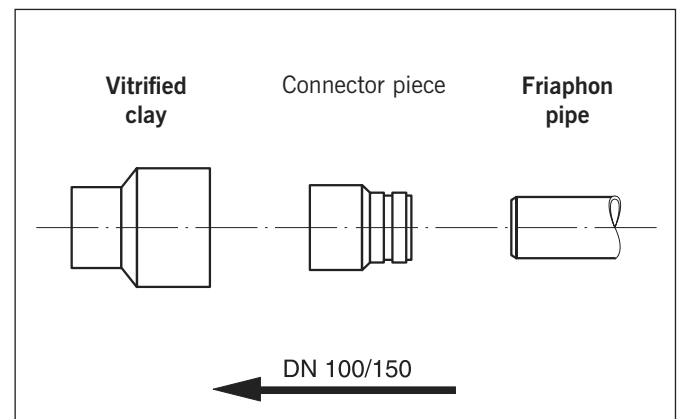 Vitrified
clay
Connector piece
Friaphon
pipe
DN 100/150